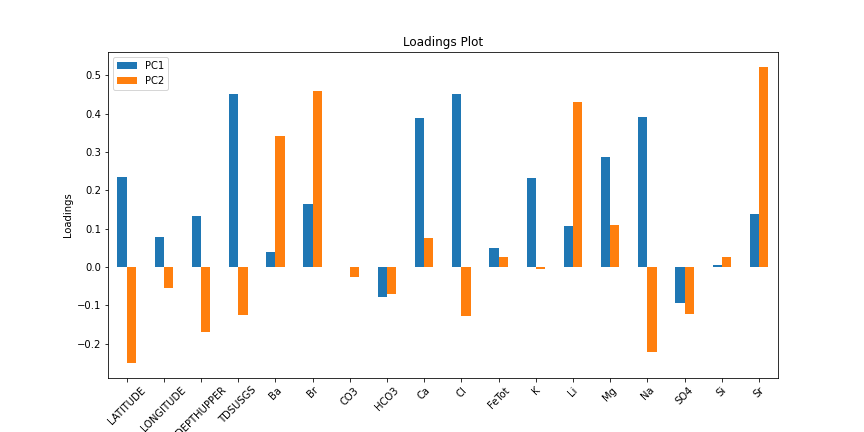 Loadings Plot
PC1
PC2
Loadings
0.5
0.4
0.3
0.2
0.1
0.0
−0.1
−0.2
LATITUDE
LONGITUDE
DEPTHUPPER
TDSUSGS
Ba
Br
CO3
HCO3
Ca
Cl
FeTot
K
Li
Mg
Na
SO4
Si
Sr